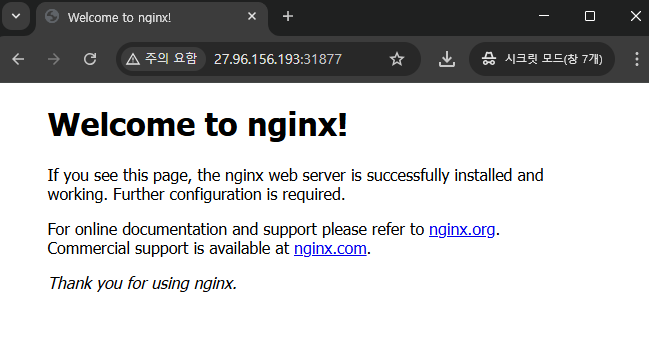 Welcome to nginx!
주의 요함 27.96.156.193:31877 시크릿 모드(창 7개)
Welcome to nginx!
If you see this page, the nginx web server is successfully installed and
working. Further configuration is required.
For online documentation and support please refer to nginx.org.
Commercial support is available at nginx.com.
Thank you for using nginx.